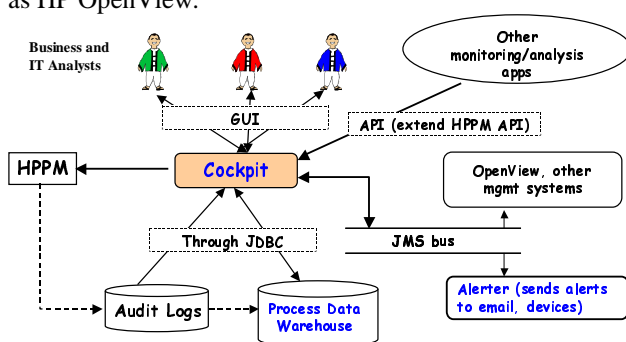 as HP OpenView.
Business and
IT Analysts
Other
monitoring/analysis
apps
GUI
API (extend HPPM API)
HPPM
Cockpit
OpenView, other
mgmt systems
Through JDBC
JMS bus
Audit Logs
Process Data
Warehouse
Alerter (sends alerts
to email, devices)